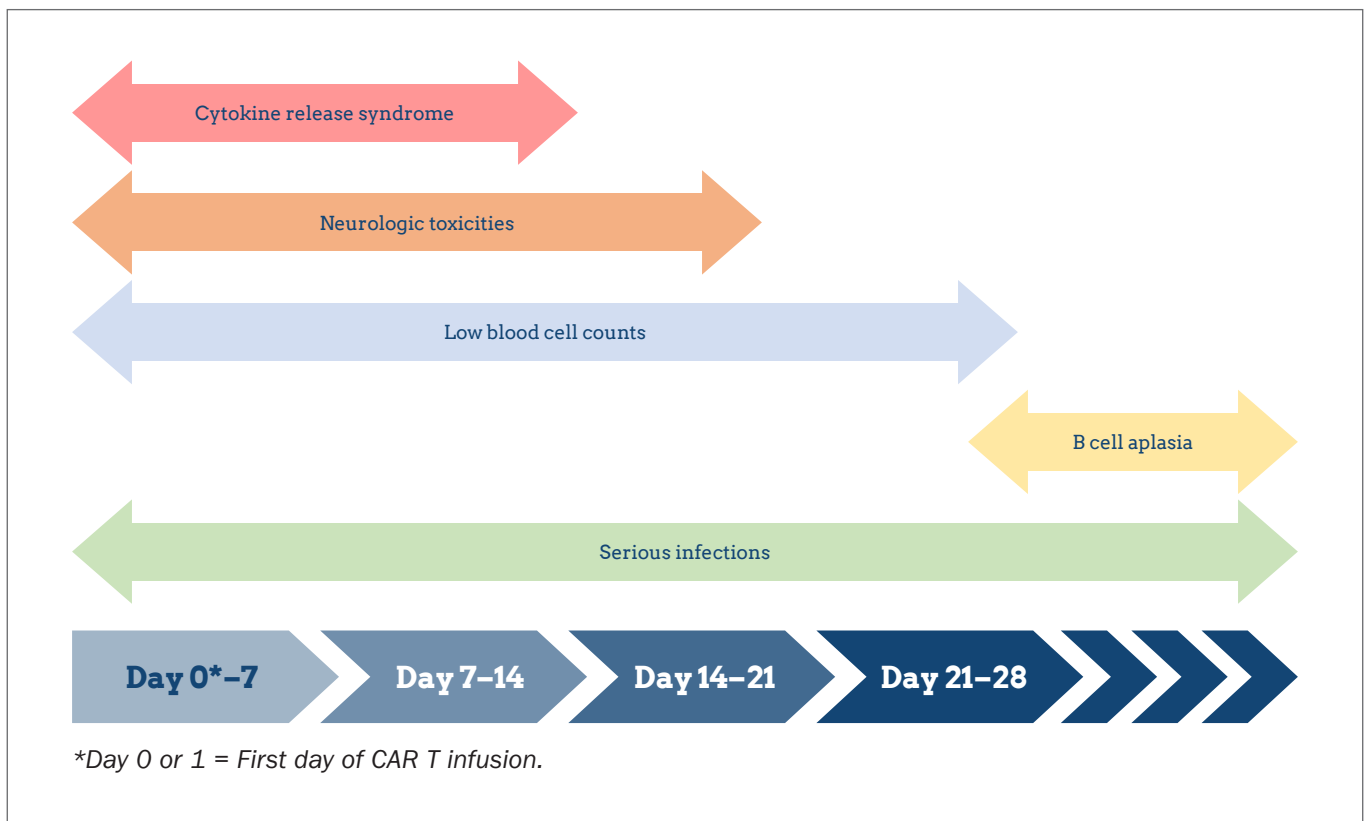 Cytokine release syndrome
Neurologic toxicities
Low blood cell counts
B cell aplasia
Serious infections
Day 0*–7
Day 7–14
Day 14–21
Day 21–28
*Day 0 or 1 = First day of CAR T infusion.